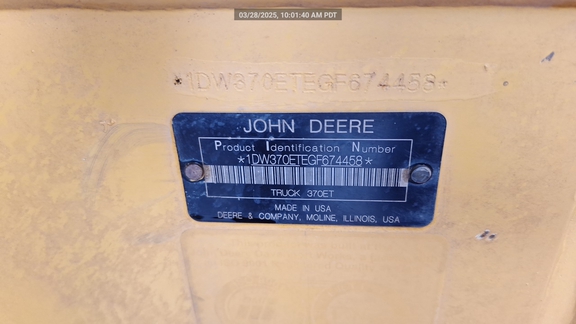 03/28/2025, 10:01:40 AM PDT
*1DW370ETEGF674458*
JOHN DEERE
Product Identification Number
*1DW370ETEGF674458*
TRUCK 370ET
MADE IN USA
DEERE & COMPANY, MOLINE, ILLINOIS, USA